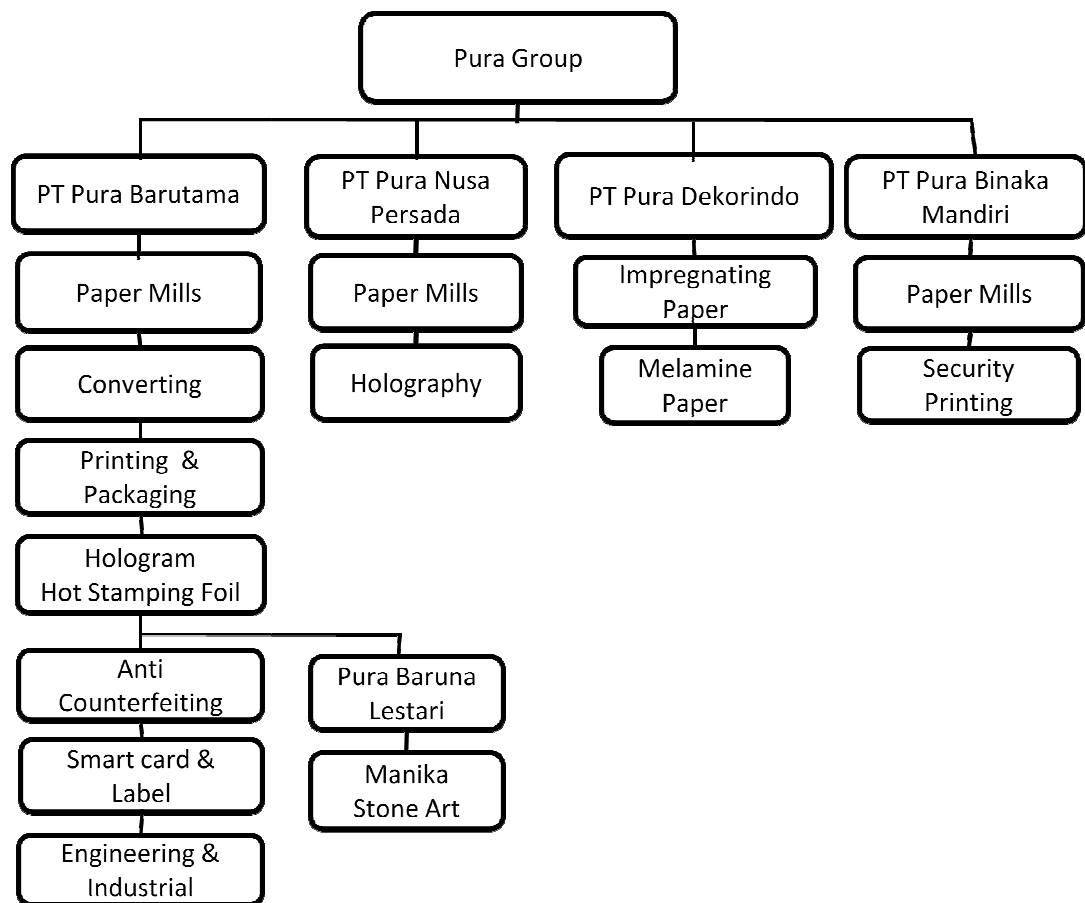 Pura Group
PT Pura Barutama
PT Pura Nusa
Persada
PT Pura Dekorindo
PT Pura Binaka
Mandiri
Paper Mills
Paper Mills
Impregnating
Paper
Paper Mills
Converting
Holography
Melamine
Paper
Security
Printing
Printing &
Packaging
Hologram
Hot Stamping Foil
Anti
Counterfeiting
Pura Baruna
Lestari
Smart card &
Label
Manika
Stone Art
Engineering &
Industrial